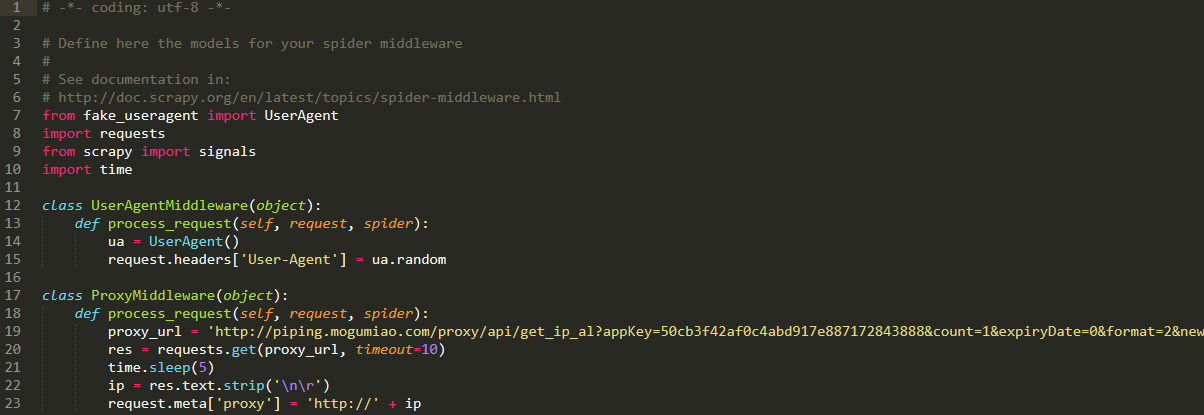 1 # -*- coding: utf-8 -*-
2
3 # Define here the models for your spider middleware
4 #
5 # See documentation in:
6 # http://doc.scrapy.org/en/latest/topics/spider-middleware.html
7 from fake_useragent import UserAgent
8 import requests
9 from scrapy import signals
10 import time
11
12 class UserAgentMiddleware(object):
13     def process_request(self, request, spider):
14         ua = UserAgent()
15         request.headers['User-Agent'] = ua.random
16
17 class ProxyMiddleware(object):
18     def process_request(self, request, spider):
19         proxy_url = 'http://piping.mogumiao.com/proxy/api/get_ip_al?appKey=50cb3f42af0c4abd917e887172843888&count=1&expiryDate=0&format=2&new
20         res = requests.get(proxy_url, timeout=10)
21         time.sleep(5)
22         ip = res.text.strip('\n\r')
23         request.meta['proxy'] = 'http://' + ip